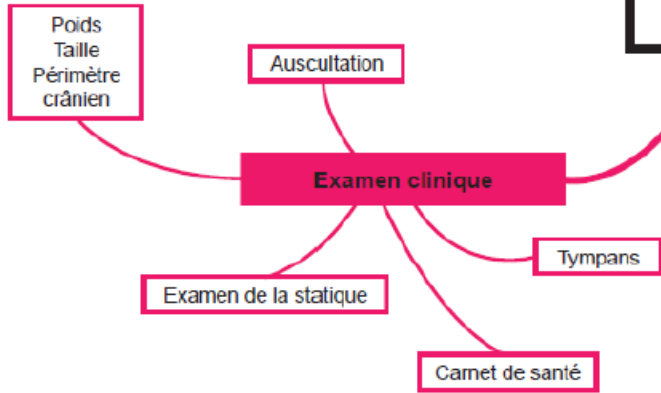 Poids
Taille
Périmètre
crânien
Auscultation
Examen clinique
Tympans
Examen de la statique
Carnet de santé